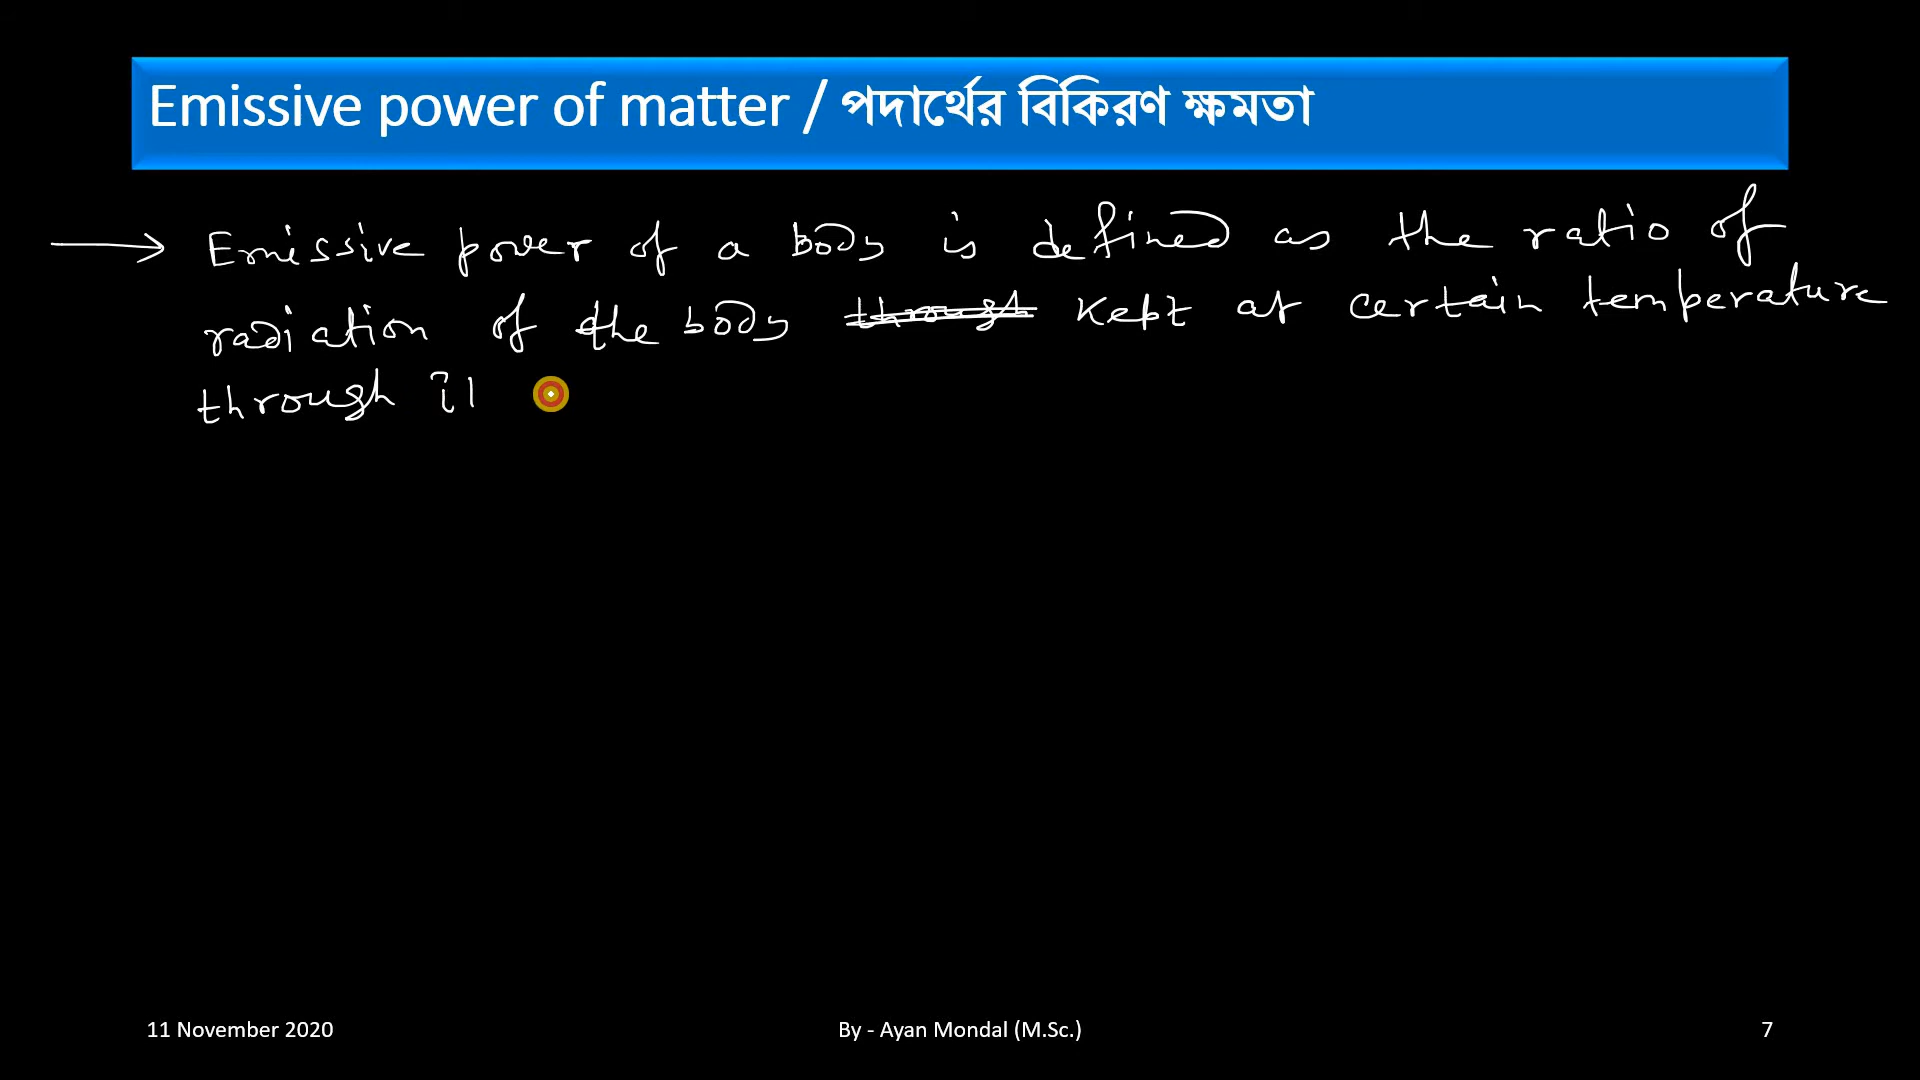 Emissive power of matter / পদার্থের বিকিরণ ক্ষমতা
Emissive power of a body is defined as the ratio of
radiation of the body through kept at certain temperature
through
11 November 2020
By - Ayan Mondal (M.Sc.)
7